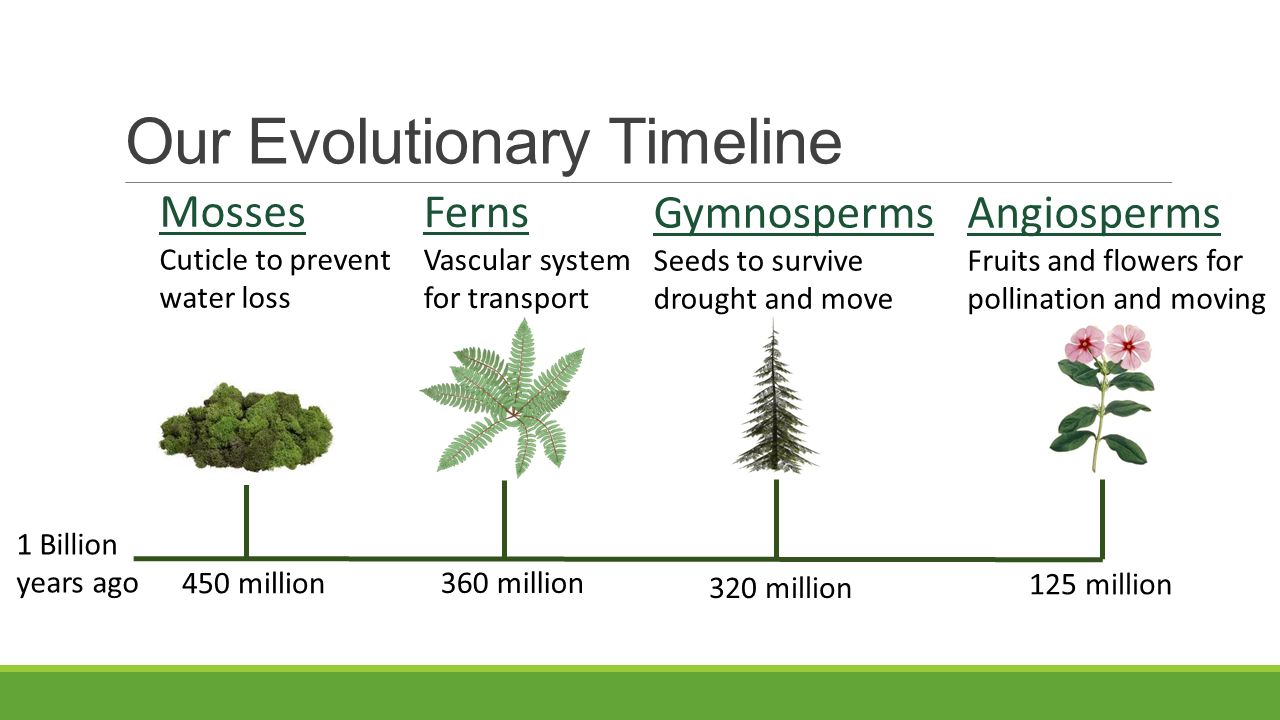 Our Evolutionary Timeline
Mosses
Cuticle to prevent
water loss
Ferns
Vascular system
for transport
Gymnosperms
Seeds to survive
drought and move
Angiosperms
Fruits and flowers for
pollination and moving
1 Billion
years ago
450 million
360 million
320 million
125 million